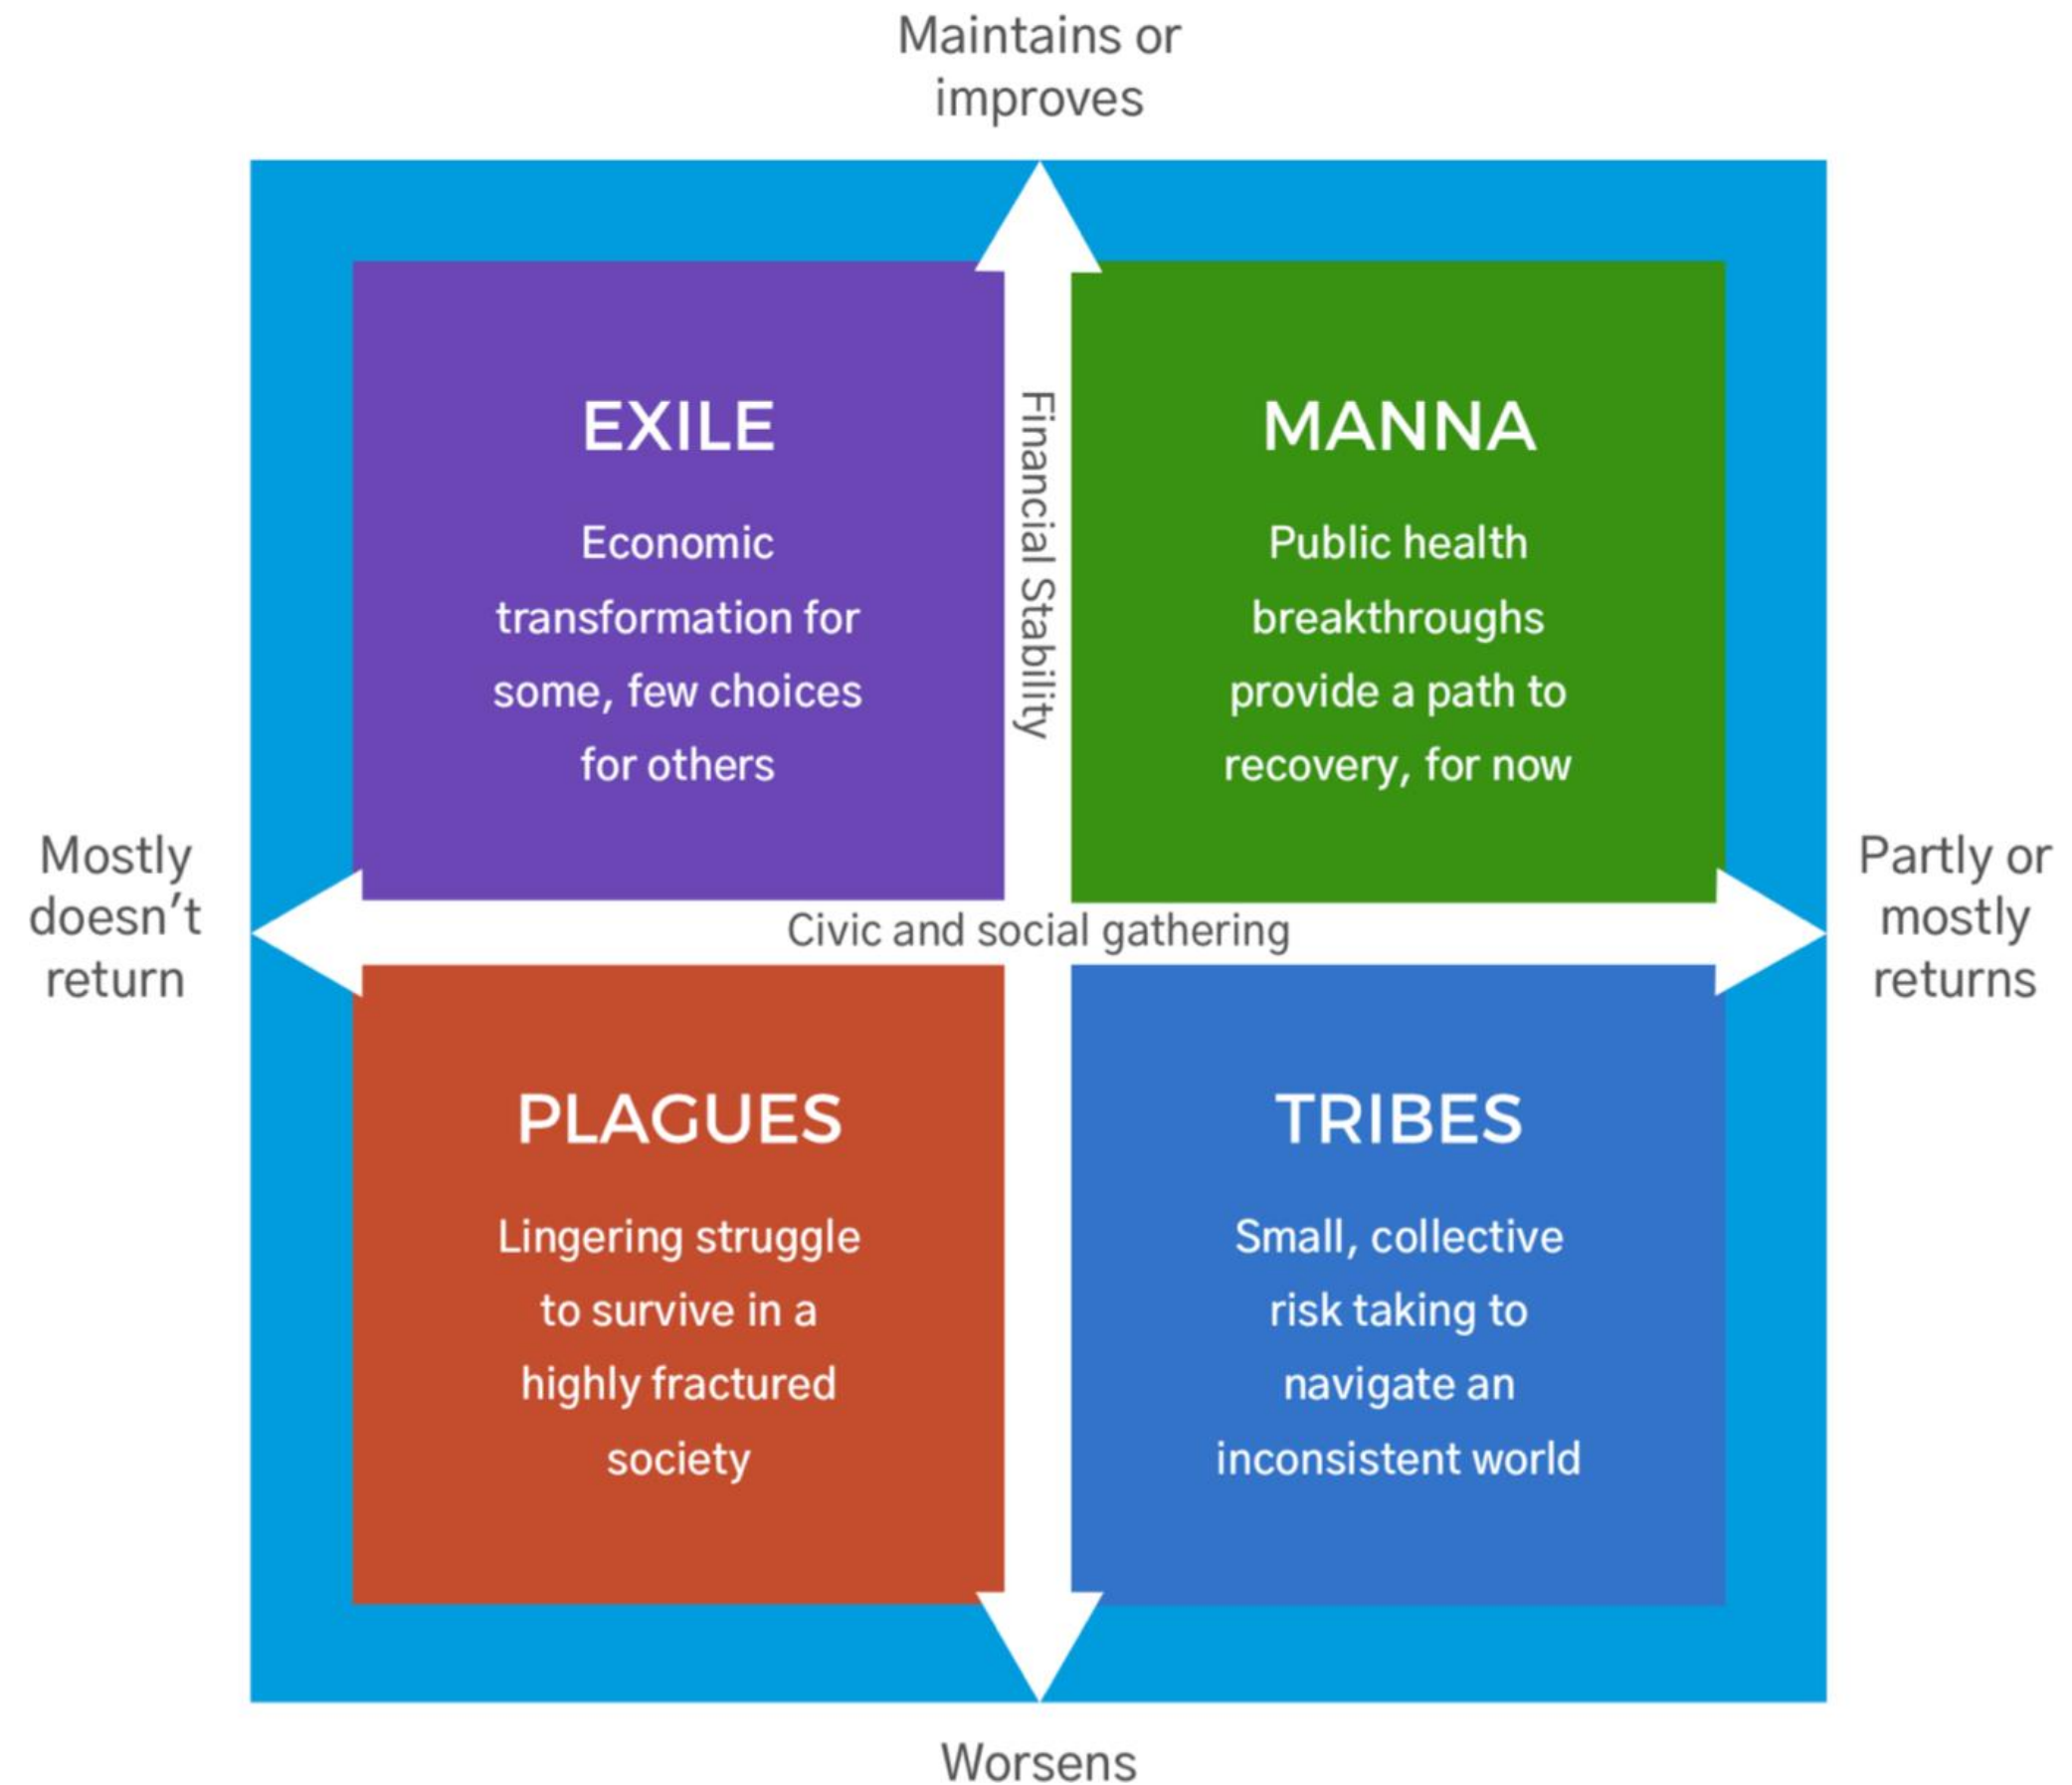 Maintains or
improves
EXILE
Economic
transformation for
some, few choices
for others
Financial Stability
MANNA
Public health
breakthroughs
provide a path to
recovery, for now
Mostly
doesn't
return
Civic and social gathering
Partly or
mostly
returns
PLAGUES
Lingering struggle
to survive in a
highly fractured
society
TRIBES
Small, collective
risk taking to
navigate an
inconsistent world
Worsens